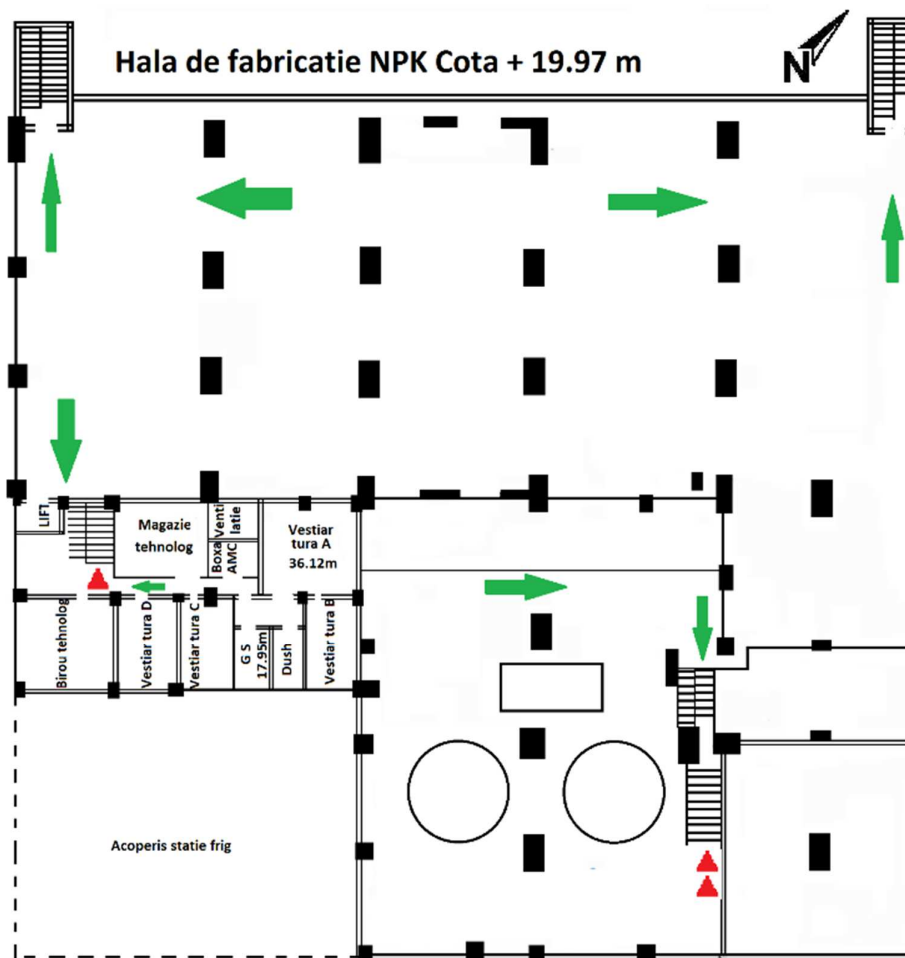 Hala de fabricatie NPK Cota + 19.97 m
N
LIFT
Magazie
tehnolog
Venti
latie
Boxa
AMC
Vestiar
tura A
36.12m
Birou tehnolog
Vestiar tura D
Vestiar tura C
G S
17.95m
Dush
Vestiar tura B
Acoperis statie frig